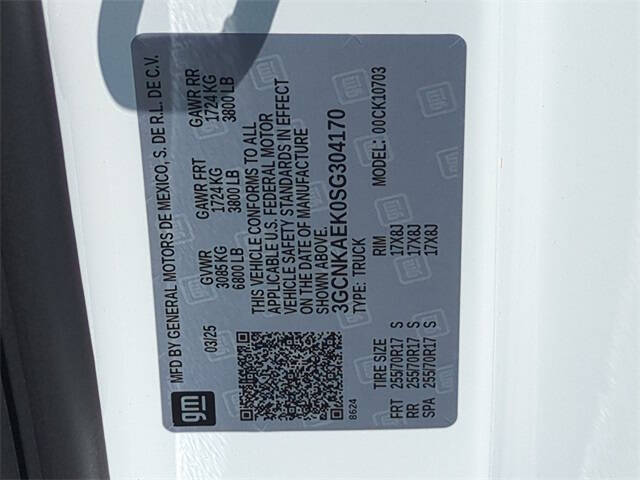 gm
MFD BY GENERAL MOTORS DE MEXICO, S. DE R.L. DE C.V.
03/25
GVWR GAWR FRT GAWR RR
3085KG 1724KG 1724KG
6800 LB 3800 LB 3800 LB
THIS VEHICLE CONFORMS TO ALL
APPLICABLE U.S. FEDERAL MOTOR
VEHICLE SAFETY STANDARDS IN EFFECT
ON THE DATE OF MANUFACTURE
SHOWN ABOVE.
3GCNKAEK0SG304170
8624
TYPE: TRUCK MODEL: 00CK10703
TIRE SIZE RIM
FRT 255/70R17 S 17X8J
RR 255/70R17 S 17X8J
SPA 255/70R17 S 17X8J